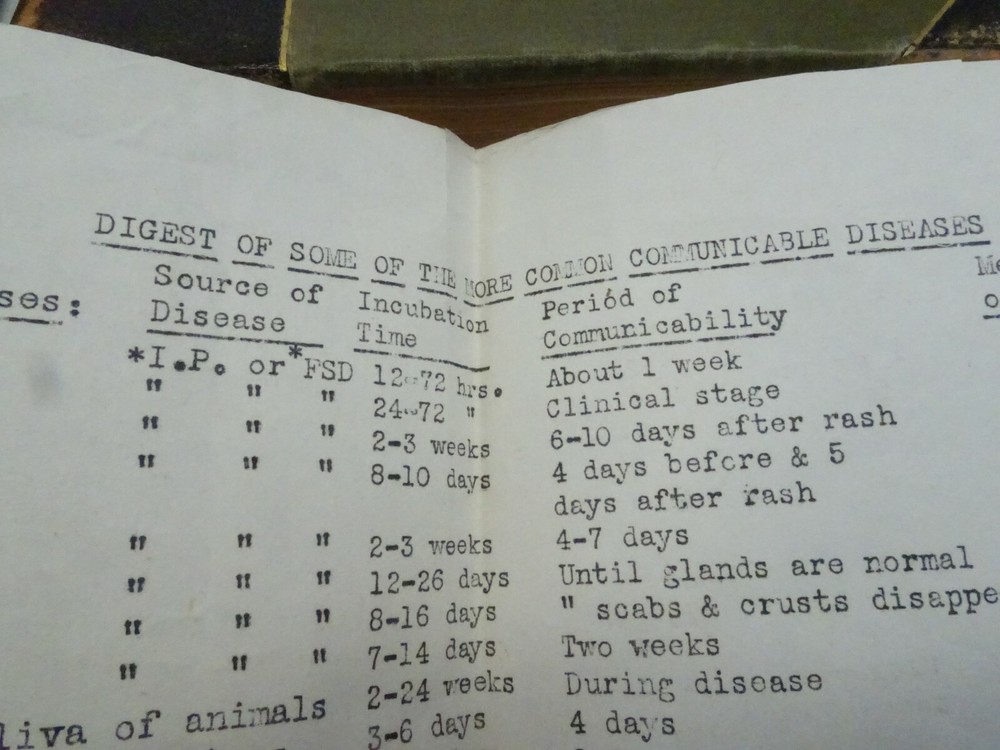 DIGEST OF SOME OF THE MORE COMMON COMMUNICABLE DISEASES
ses: Source of Disease Incubation Time Period of Communicability Me o
*I.P. or *FSD 12-72 hrs. About 1 week
" " " 24-72 " Clinical stage
" " " 2-3 weeks 6-10 days after rash
" " " 8-10 days 4 days before & 5
days after rash
" " " 2-3 weeks 4-7 days
" " " 12-26 days Until glands are normal
" " " 8-16 days " scabs & crusts disappe
" " " 7-14 days Two weeks
liva of animals 2-24 weeks During disease
3-6 days 4 days